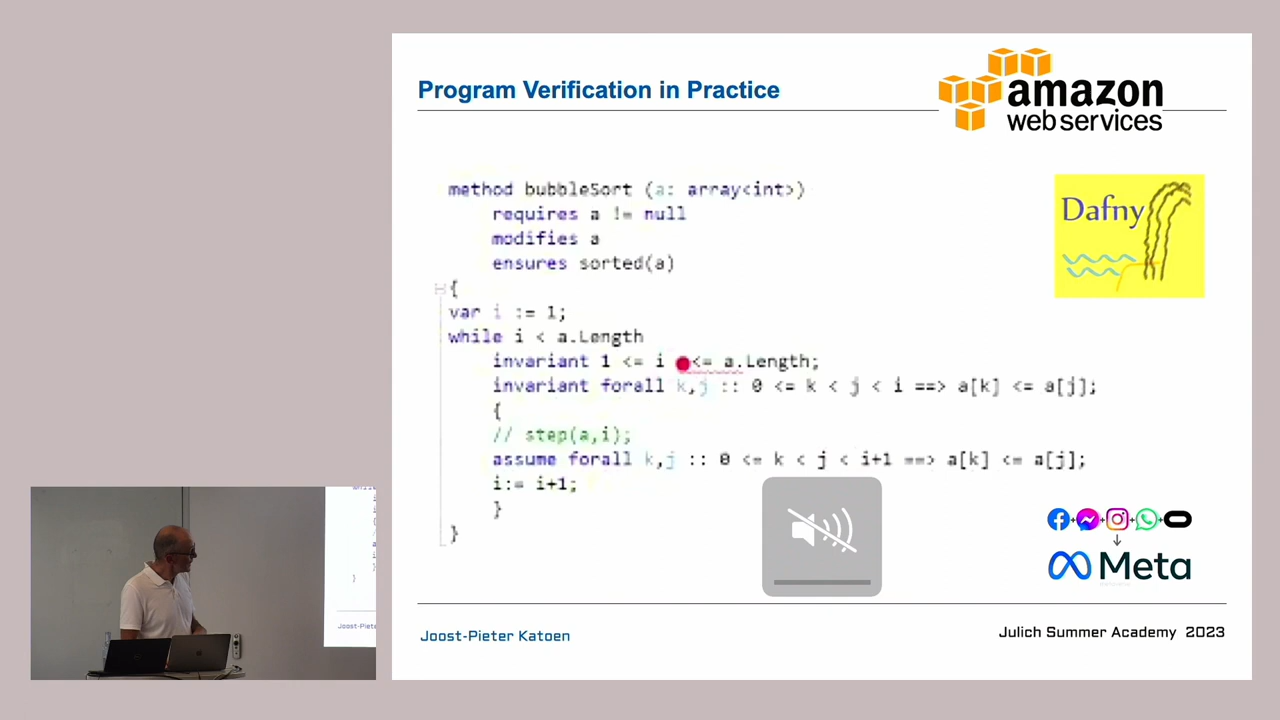 Program Verification in Practice
amazon
web services
method bubbleSort (a: array<int>)
requires a != null
modifies a
ensures sorted(a)
{
var i := 1;
while i < a.Length
invariant 1 <= i <= a.Length;
invariant forall k,j :: 0 <= k < j < i ==> a[k] <= a[j];
{
// step(a,i);
assume forall k,j :: 0 <= k < j < i+1 ==> a[k] <= a[j];
i:= i+1;
}
}
Dafny
Meta
Joost-Pieter Katoen
Julich Summer Academy 2023